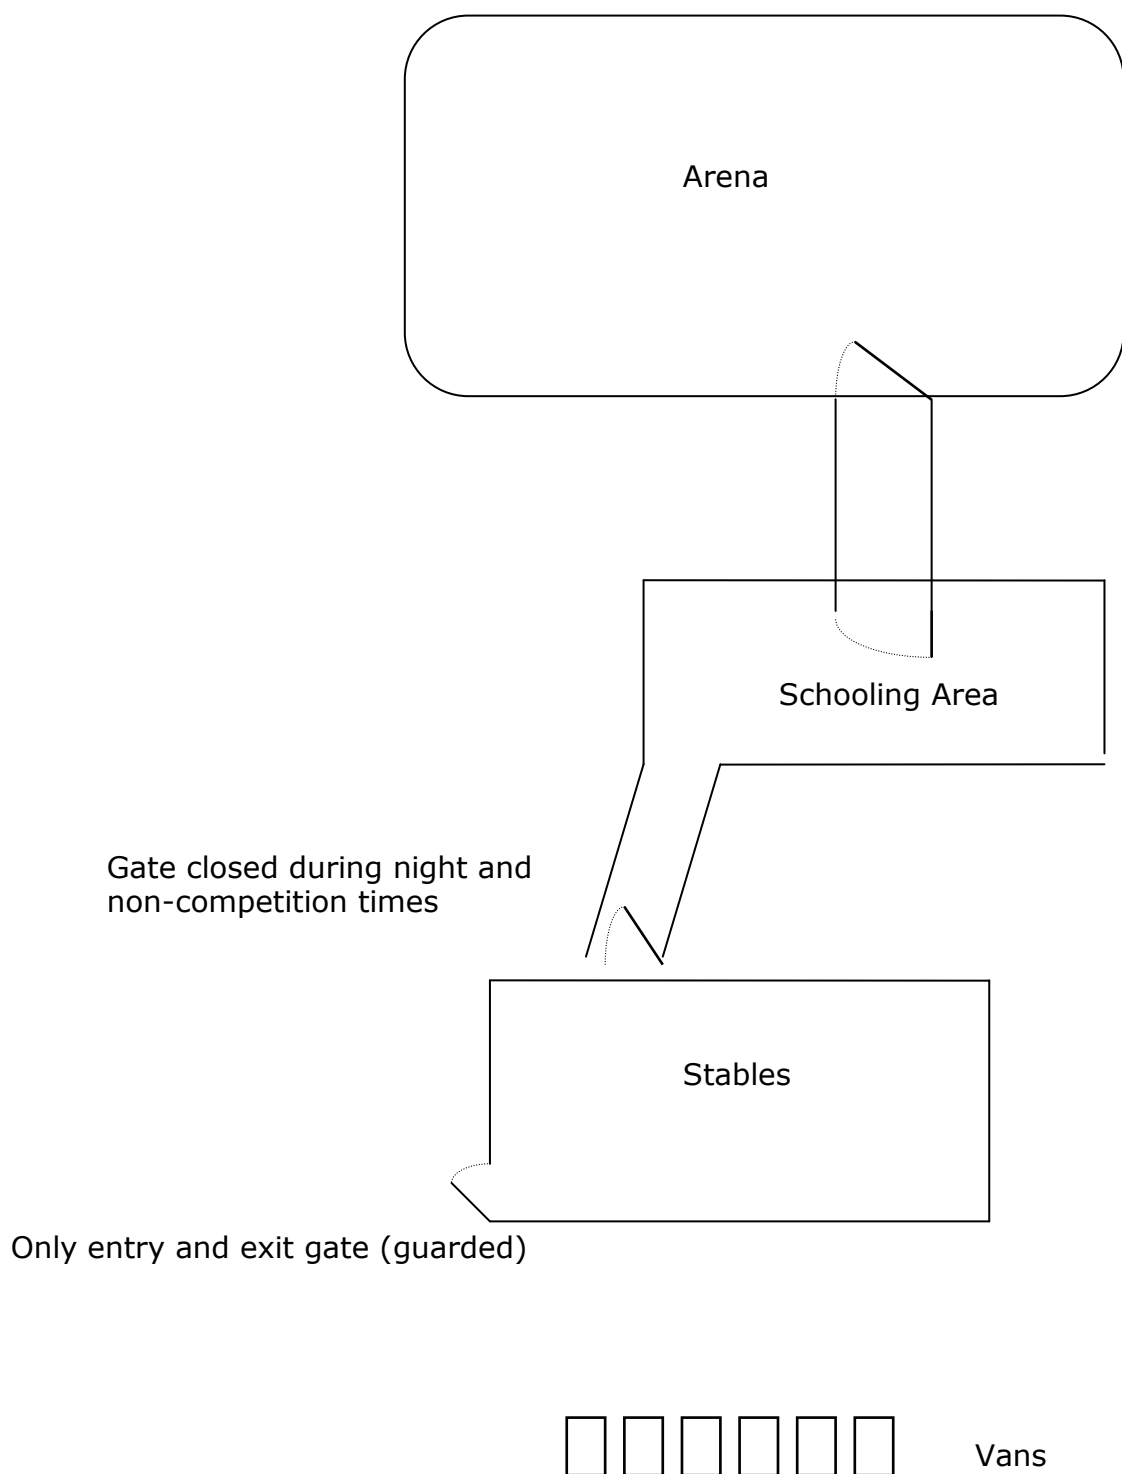 Arena
Schooling Area
Gate closed during night and
non-competition times
Stables
Only entry and exit gate (guarded)
Vans